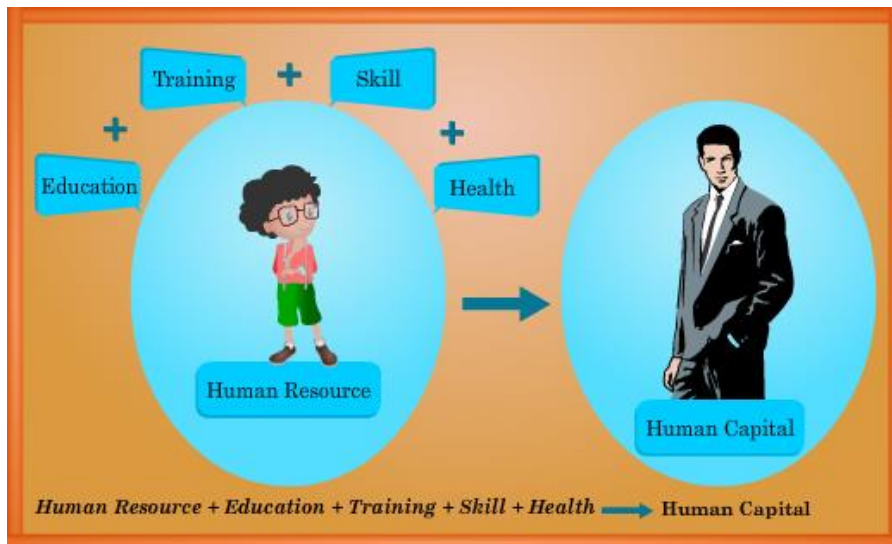 Training + Skill
+ +
Education Health
Human Resource
Human Capital
Human Resource + Education + Training + Skill + Health → Human Capital